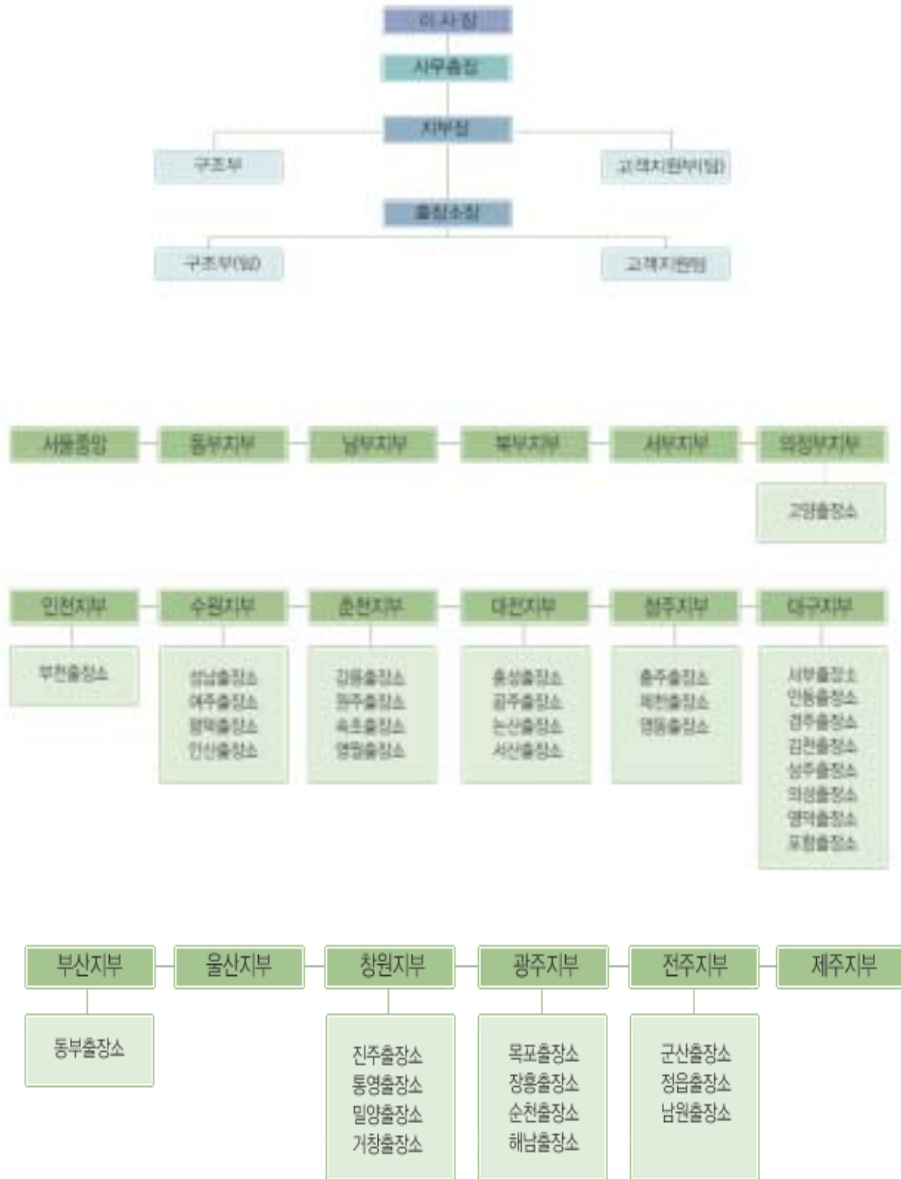 이사장
사무총장
지부장
구조부
고객지원부(팀)
출장소장
구조부(팀)
고객지원팀
서울중앙
동부지부
남부지부
북부지부
서부지부
의정부지부
고양출장소
인천지부
수원지부
춘천지부
대전지부
청주지부
대구지부
부천출장소
성남출장소
여주출장소
평택출장소
안산출장소
강릉출장소
원주출장소
속초출장소
영월출장소
홍성출장소
공주출장소
논산출장소
서산출장소
충주출장소
제천출장소
영동출장소
서부출장소
안동출장소
경주출장소
김천출장소
상주출장소
의성출장소
영덕출장소
포항출장소
부산지부
울산지부
창원지부
광주지부
전주지부
제주지부
동부출장소
진주출장소
통영출장소
밀양출장소
거창출장소
목포출장소
장흥출장소
순천출장소
해남출장소
군산출장소
정읍출장소
남원출장소